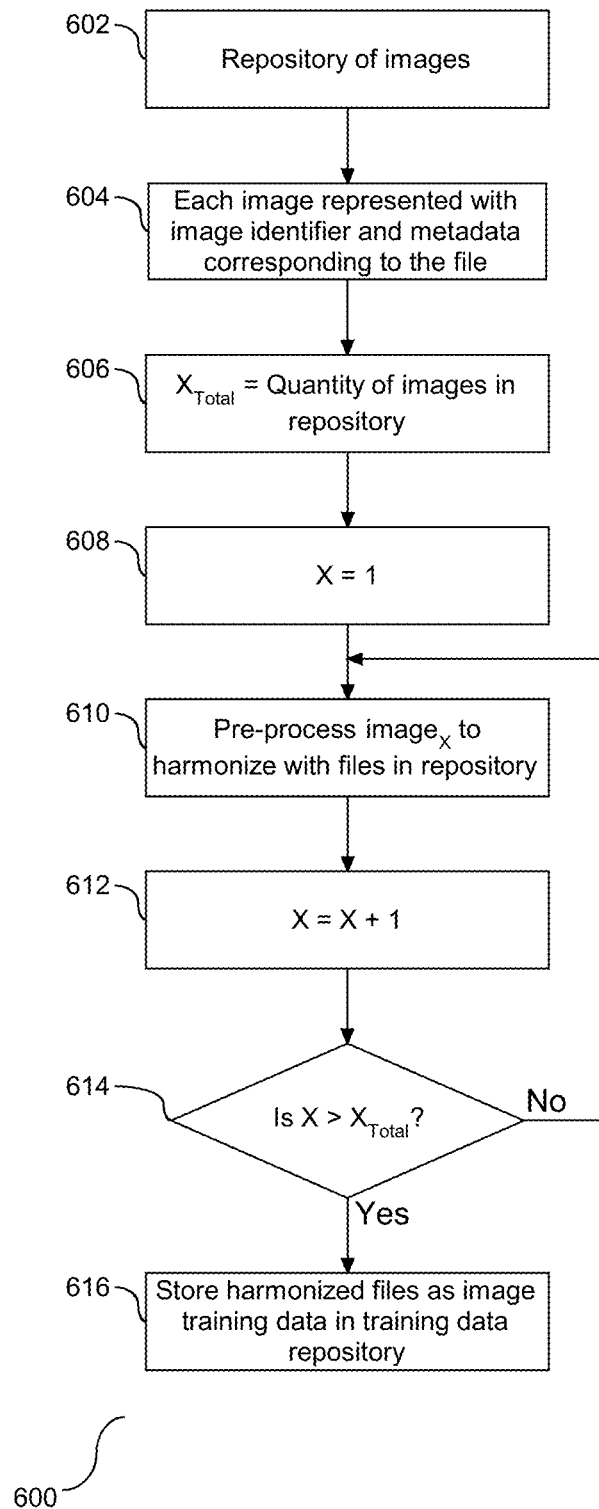 602
Repository of images
604
Each image represented with
image identifier and metadata
corresponding to the file
606
X_Total = Quantity of images in
repository
608
X = 1
610
Pre-process image_X to
harmonize with files in repository
612
X = X + 1
614
Is X > X_Total?
No
Yes
616
Store harmonized files as image
training data in training data
repository
600